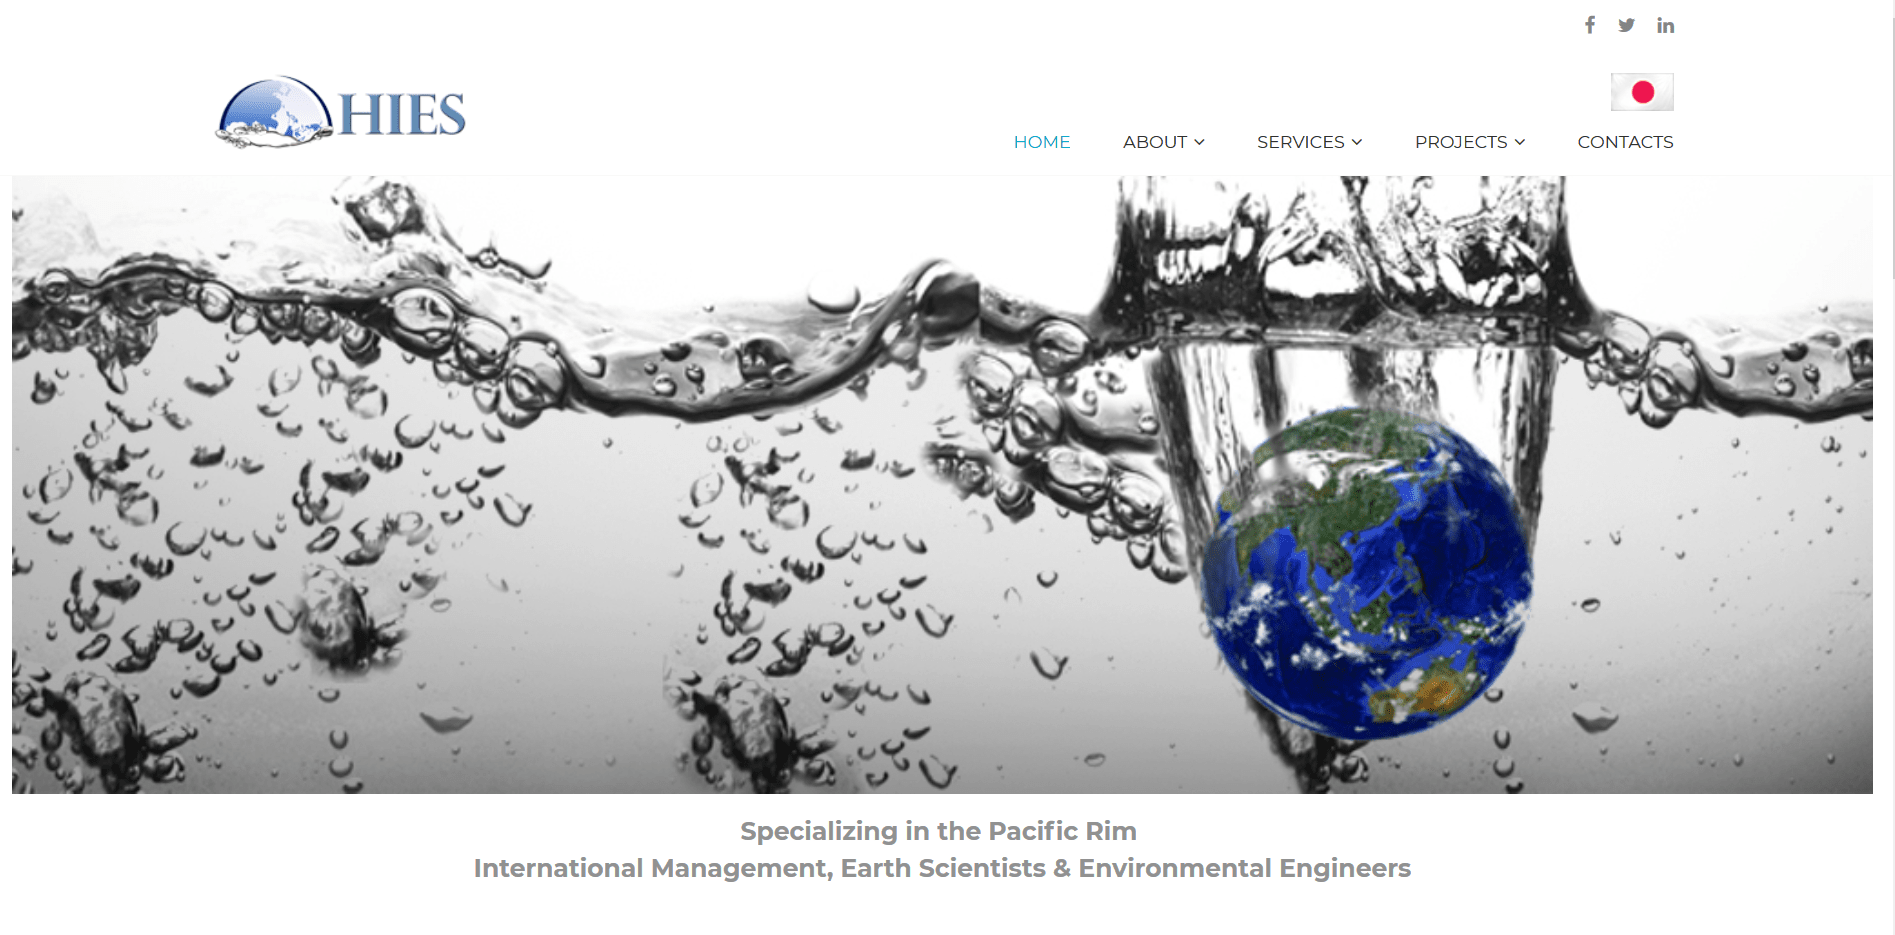 HIES
HOME ABOUT SERVICES PROJECTS CONTACTS
Specializing in the Pacific Rim
International Management, Earth Scientists & Environmental Engineers